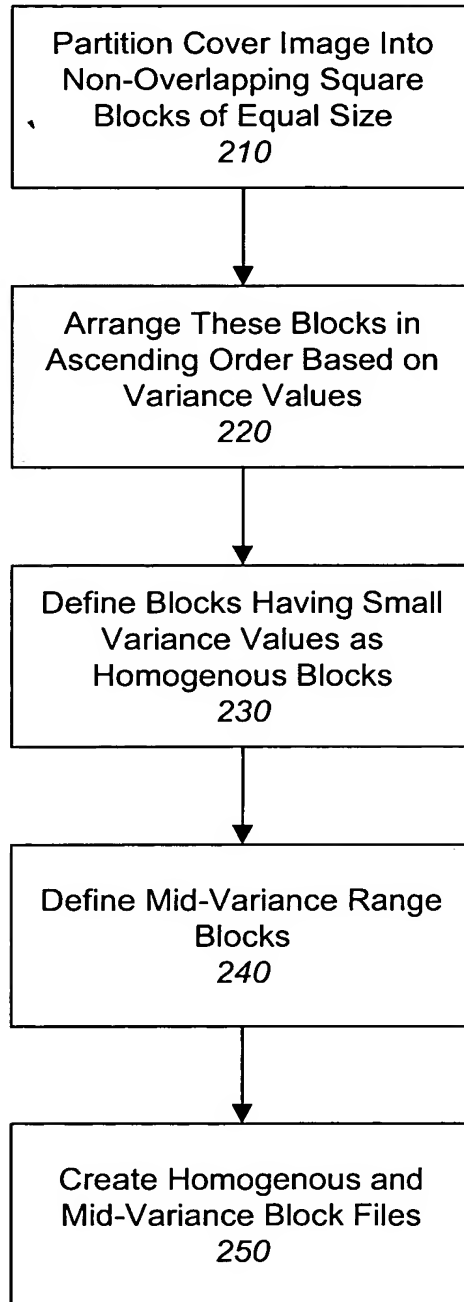 Partition Cover Image Into
Non-Overlapping Square
Blocks of Equal Size
210
Arrange These Blocks in
Ascending Order Based on
Variance Values
220
Define Blocks Having Small
Variance Values as
Homogenous Blocks
230
Define Mid-Variance Range
Blocks
240
Create Homogenous and
Mid-Variance Block Files
250